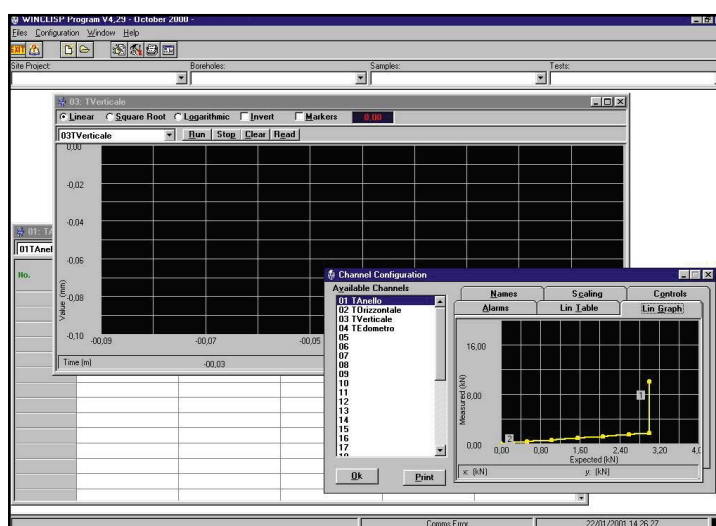 WINCLISP Program V4,29 - October 2000 -
Files Configuration Window Help
EXIT
Site Project: Boreholes: Samples: Tests:
03: TVerticale
Linear Square Root Logarithmic Invert Markers 0,00
03TVerticale Run Stop Clear Read
0,00
-0,02
-0,04
-0,08
-0,10
Value (mm)
-00,09 -00,07 -00,05
Time (m) -00,03
01: TA
01TAnel
No.
Channel Configuration
Available Channels
01 TAnello
02 TOrizzontale
03 TVerticale
04 TEdometro
05
06
07
08
09
10
11
12
13
14
15
16
17
Ok Print
Names Scaling Controls
Alarms Lin Table Lin Graph
16,00
8,00
0,00
Measured (kN)
1
2
0,00 0,80 1,60 2,40 3,20 4,0
Expected (kN)
x: (kN) y: (kN)
Comms Error 22/01/2001 14.26.27